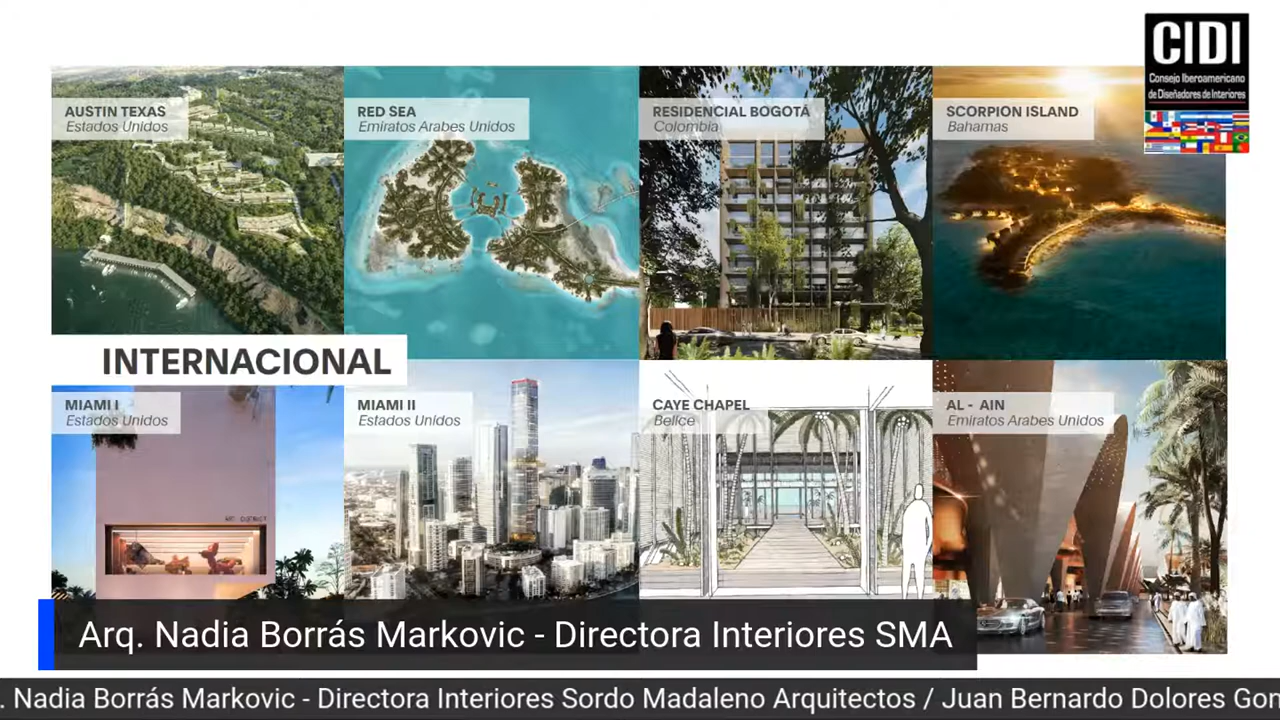 CIDI
Consejo Iberoamericano
de Diseñadores de Interiores
AUSTIN TEXAS
Estados Unidos
RED SEA
Emiratos Arabes Unidos
RESIDENCIAL BOGOTÁ
Colombia
SCORPION ISLAND
Bahamas
INTERNACIONAL
MIAMI I
Estados Unidos
MIAMI II
Estados Unidos
CAYE CHAPEL
Belice
AL - AIN
Emiratos Arabes Unidos
DISTRICT
Arq. Nadia Borrás Markovic - Directora Interiores SMA
. Nadia Borrás Markovic - Directora Interiores Sordo Madaleno Arquitectos / Juan Bernardo Dolores Gon